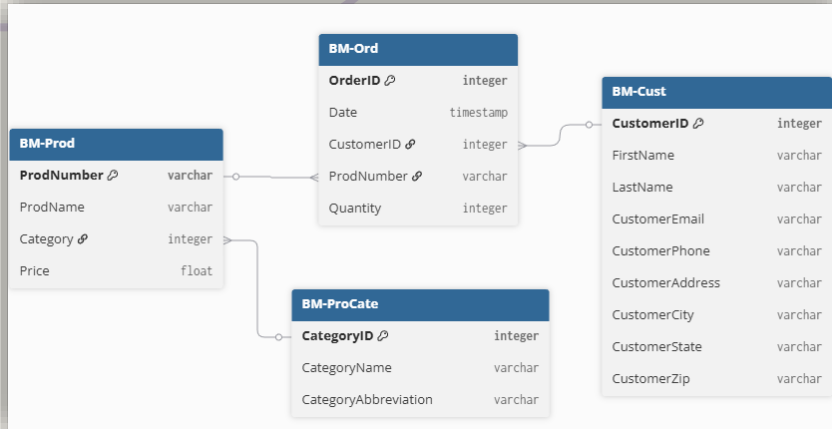 BM-Ord
OrderID integer
Date timestamp
CustomerID integer
ProdNumber varchar
Quantity integer
BM-Cust
CustomerID integer
FirstName varchar
LastName varchar
CustomerEmail varchar
CustomerPhone varchar
CustomerAddress varchar
CustomerCity varchar
CustomerState varchar
CustomerZip varchar
BM-Prod
ProdNumber varchar
ProdName varchar
Category integer
Price float
BM-ProCate
CategoryID integer
CategoryName varchar
CategoryAbbreviation varchar